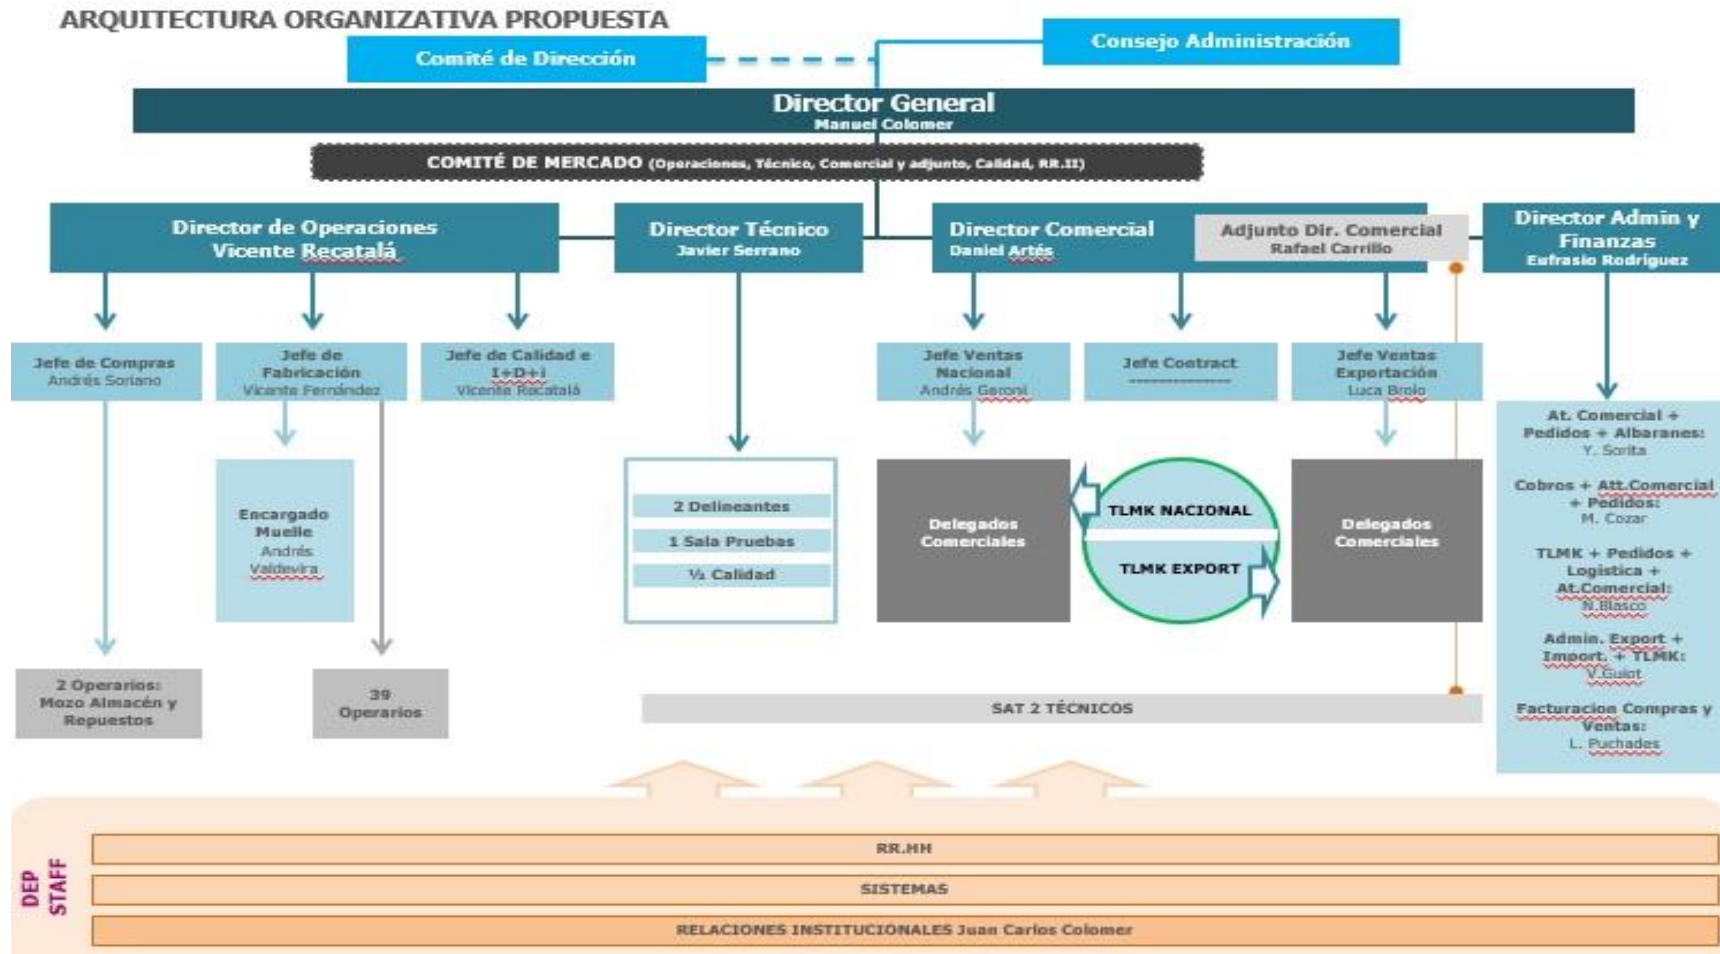 ARQUITECTURA ORGANIZATIVA PROPUESTA
Comité de Dirección
Consejo Administración
Director General
Manuel Colomer
COMITÉ DE MERCADO (Operaciones, Técnico, Comercial y adjunto, Calidad, RR.II)
Director de Operaciones
Vicente Recatalá
Director Técnico
Javier Serrano
Director Comercial
Daniel Artés
Adjunto Dir. Comercial
Rafael Carrillo
Director Admin y
Finanzas
Eufrasio Rodríguez
Jefe de Compras
Andrés Soriano
Jefe de
Fabricación
Vicente Fernández
Jefe de Calidad e
I+D+i
Vicente Recatalá
Jefe Ventas
Nacional
Andrés Geroni
Jefe Contract
--------------
Jefe Ventas
Exportación
Luca Brolo
At. Comercial +
Pedidos + Albaranes:
Y. Sorita
Cobros + Att.Comercial
+ Pedidos:
M. Cozar
TLMK + Pedidos +
Logistica +
At.Comercial:
N.Blasco
Admin. Export +
Import. + TLMK:
V.Guiot
Facturacion Compras y
Ventas:
L. Puchades
Encargado
Muelle
Andrés
Valdevira
2 Delineantes
1 Sala Pruebas
½ Calidad
Delegados
Comerciales
TLMK NACIONAL
TLMK EXPORT
Delegados
Comerciales
2 Operarios:
Mozo Almacén y
Repuestos
39
Operarios
SAT 2 TÉCNICOS
DEP
STAFF
RR.HH
SISTEMAS
RELACIONES INSTITUCIONALES Juan Carlos Colomer